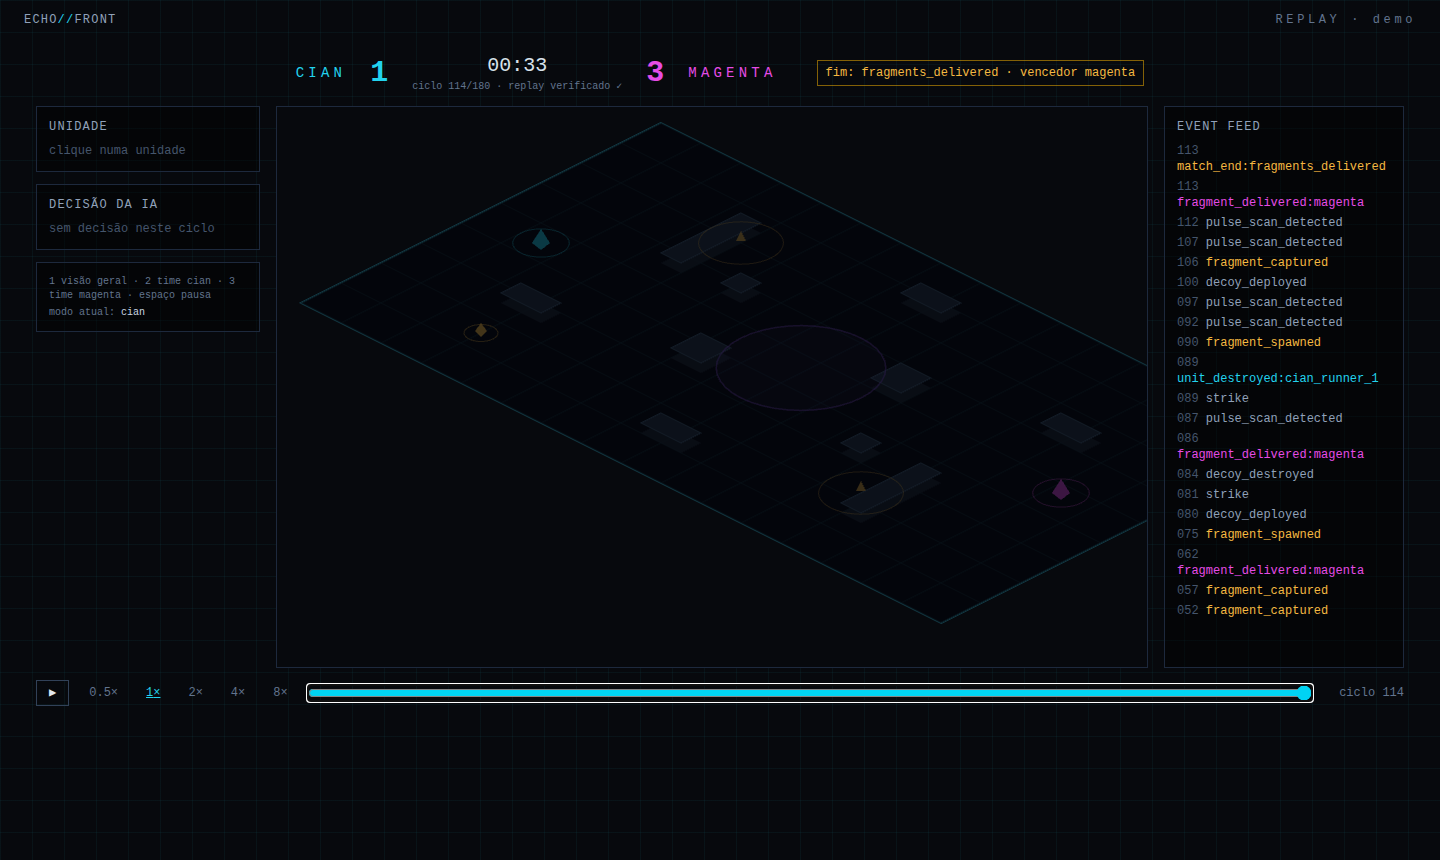 ECHO//FRONT
REPLAY · demo
CIAN 1
00:33
ciclo 114/180 · replay verificado ✓
3 MAGENTA
fim: fragments_delivered · vencedor magenta
UNIDADE
clique numa unidade
DECISÃO DA IA
sem decisão neste ciclo
1 visão geral · 2 time cian · 3
time magenta · espaço pausa
modo atual: cian
EVENT FEED
113
match_end:fragments_delivered
113
fragment_delivered:magenta
112 pulse_scan_detected
107 pulse_scan_detected
106 fragment_captured
100 decoy_deployed
097 pulse_scan_detected
092 pulse_scan_detected
090 fragment_spawned
089
unit_destroyed:cian_runner_1
089 strike
087 pulse_scan_detected
086
fragment_delivered:magenta
084 decoy_destroyed
081 strike
080 decoy_deployed
075 fragment_spawned
062
fragment_delivered:magenta
057 fragment_captured
052 fragment_captured
▶ 0.5× 1× 2× 4× 8×
ciclo 114